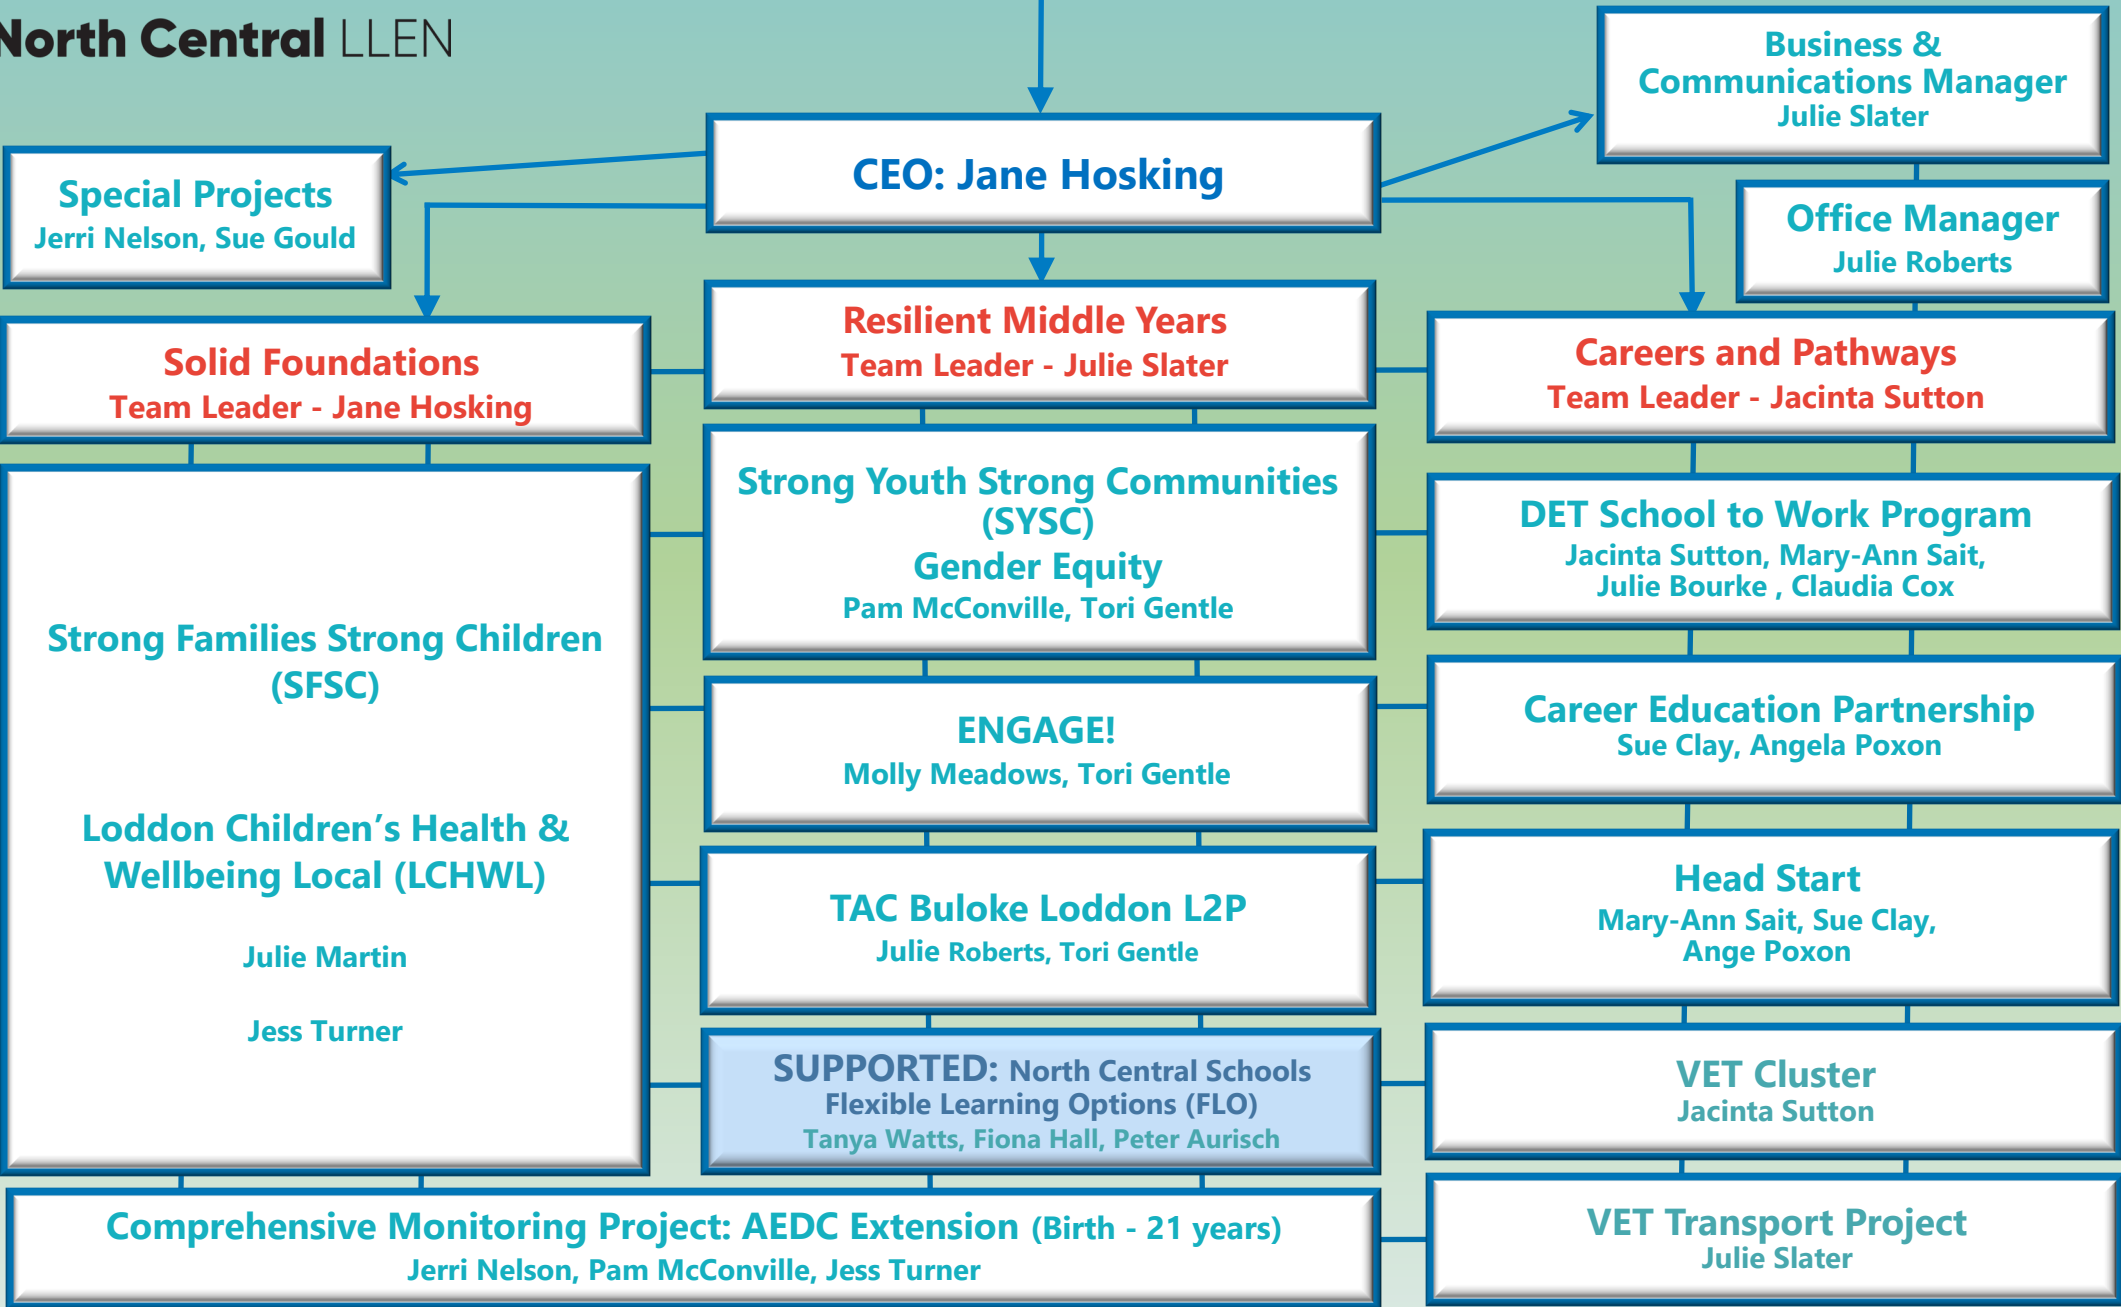 North Central LLEN
Business &
Communications Manager
Julie Slater
CEO: Jane Hosking
Special Projects
Jerri Nelson, Sue Gould
Office Manager
Julie Roberts
Solid Foundations
Team Leader - Jane Hosking
Resilient Middle Years
Team Leader - Julie Slater
Careers and Pathways
Team Leader - Jacinta Sutton
Strong Families Strong Children
(SFSC)
Loddon Children’s Health &
Wellbeing Local (LCHWL)
Julie Martin
Jess Turner
Strong Youth Strong Communities
(SYSC)
Gender Equity
Pam McConville, Tori Gentle
ENGAGE!
Molly Meadows, Tori Gentle
TAC Buloke Loddon L2P
Julie Roberts, Tori Gentle
SUPPORTED: North Central Schools
Flexible Learning Options (FLO)
Tanya Watts, Fiona Hall, Peter Aurisch
DET School to Work Program
Jacinta Sutton, Mary-Ann Sait,
Julie Bourke , Claudia Cox
Career Education Partnership
Sue Clay, Angela Poxon
Head Start
Mary-Ann Sait, Sue Clay,
Ange Poxon
VET Cluster
Jacinta Sutton
VET Transport Project
Julie Slater
Comprehensive Monitoring Project: AEDC Extension (Birth - 21 years)
Jerri Nelson, Pam McConville, Jess Turner